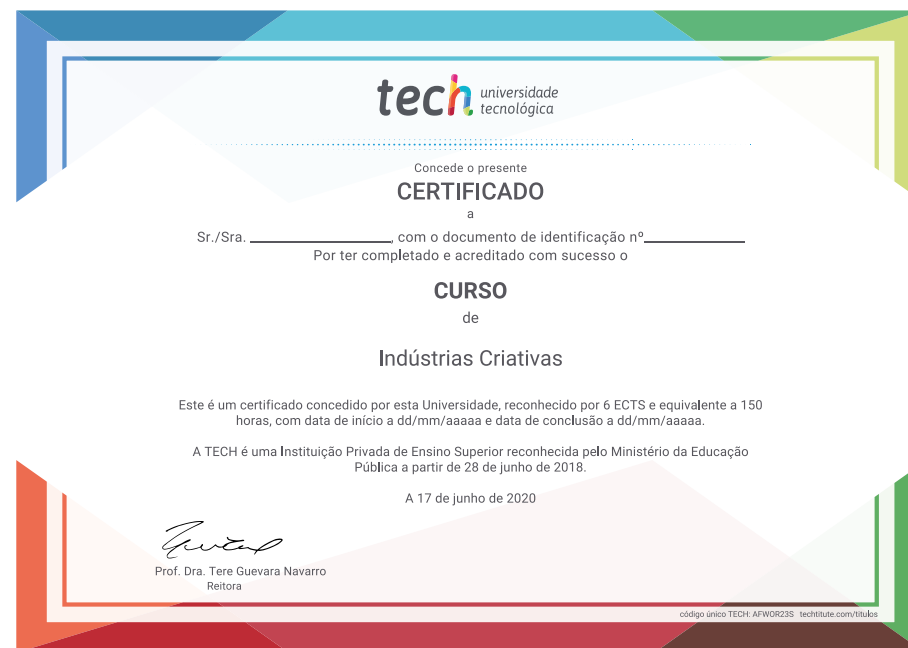 tech universidade
tecnológica
Concede o presente
CERTIFICADO
a
Sr./Sra. ____________________, com o documento de identificação nº______________
Por ter completado e acreditado com sucesso o
CURSO
de
Indústrias Criativas
Este é um certificado concedido por esta Universidade, reconhecido por 6 ECTS e equivalente a 150
horas, com data de início a dd/mm/aaaaa e data de conclusão a dd/mm/aaaaa.
A TECH é uma Instituição Privada de Ensino Superior reconhecida pelo Ministério da Educação
Pública a partir de 28 de junho de 2018.
A 17 de junho de 2020
Prof. Dra. Tere Guevara Navarro
Reitora
código único TECH: AFWOR23S techtitute.com/titulos